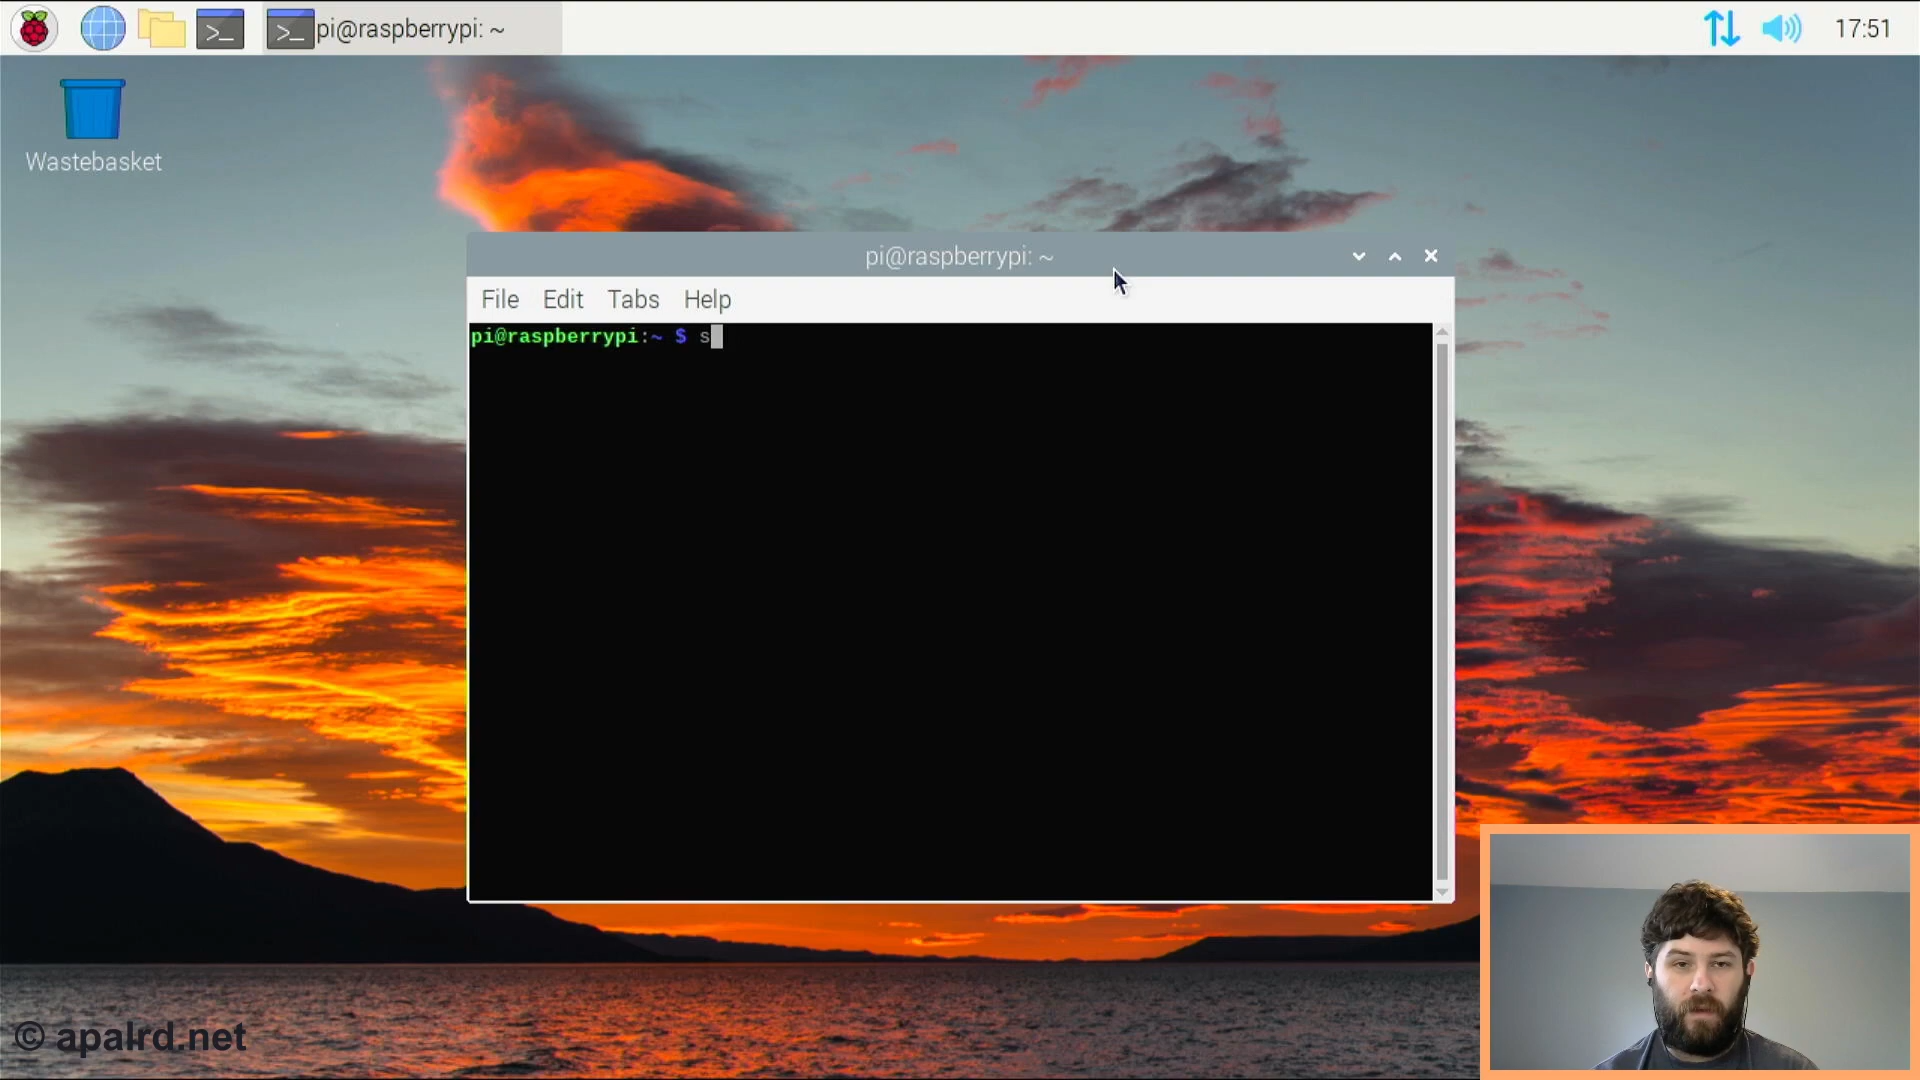 pi@raspberrypi: ~
17:51
Wastebasket
pi@raspberrypi: ~
File Edit Tabs Help
pi@raspberrypi:~ $ s
© apalrd.net